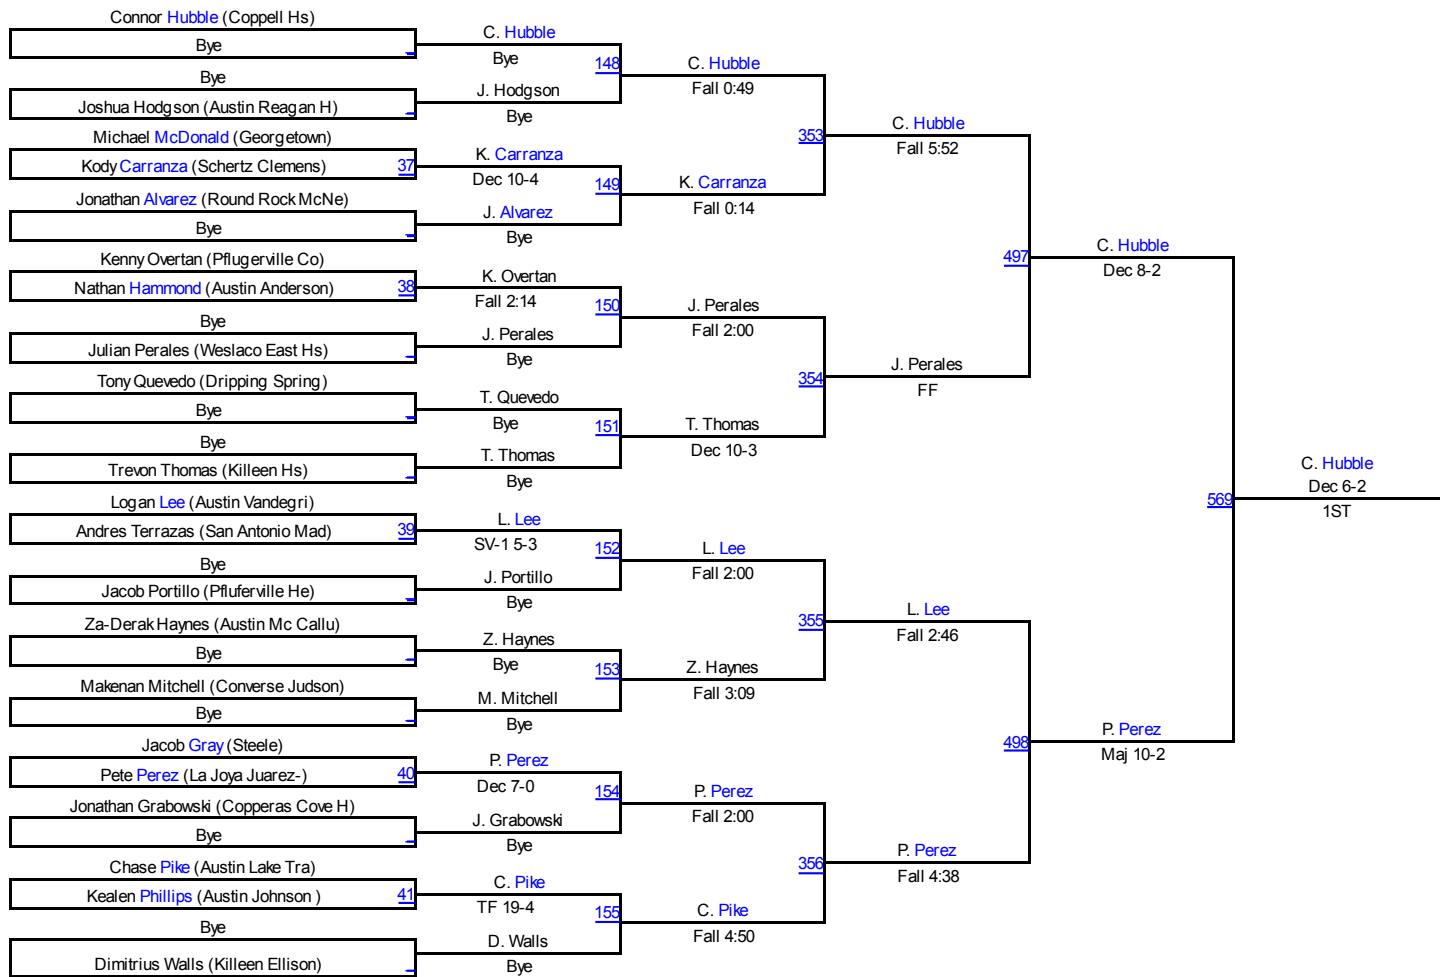 Connor Hubble (Coppell Hs)
Bye
Bye
Joshua Hodgson (Austin Reagan H)
Michael McDonald (Georgetown)
Kody Carranza (Schertz Clemens) 37
Jonathan Alvarez (Round Rock McNe)
Bye
Kenny Overtan (Pflugerville Co)
Nathan Hammond (Austin Anderson) 38
Bye
Julian Perales (Weslaco East Hs)
Tony Quevedo (Dripping Spring)
Bye
Bye
Trevon Thomas (Killeen Hs)
Logan Lee (Austin Vandegri)
Andres Terrazas (San Antonio Mad) 39
Bye
Jacob Portillo (Pfluferville He)
Za-Derak Haynes (Austin Mc Callu)
Bye
Makenan Mitchell (Converse Judson)
Bye
Jacob Gray (Steele)
Pete Perez (La Joya Juarez-) 40
Jonathan Grabowski (Copperas Cove H)
Bye
Chase Pike (Austin Lake Tra)
Kealen Phillips (Austin Johnson ) 41
Bye
Dimitrius Walls (Killeen Ellison)
C. Hubble
Bye
148
J. Hodgson
Bye
K. Carranza
Dec 10-4
149
J. Alvarez
Bye
K. Overtan
Fall 2:14
150
J. Perales
Bye
T. Quevedo
Bye
151
T. Thomas
Bye
L. Lee
SV-1 5-3
152
J. Portillo
Bye
Z. Haynes
Bye
153
M. Mitchell
Bye
P. Perez
Dec 7-0
154
J. Grabowski
Bye
C. Pike
TF 19-4
155
D. Walls
Bye
C. Hubble
Fall 0:49
353
K. Carranza
Fall 0:14
J. Perales
Fall 2:00
354
T. Thomas
Dec 10-3
L. Lee
Fall 2:00
355
Z. Haynes
Fall 3:09
P. Perez
Fall 2:00
356
C. Pike
Fall 4:50
C. Hubble
Fall 5:52
497
J. Perales
FF
L. Lee
Fall 2:46
498
P. Perez
Fall 4:38
C. Hubble
Dec 8-2
569
P. Perez
Maj 10-2
C. Hubble
Dec 6-2
1ST